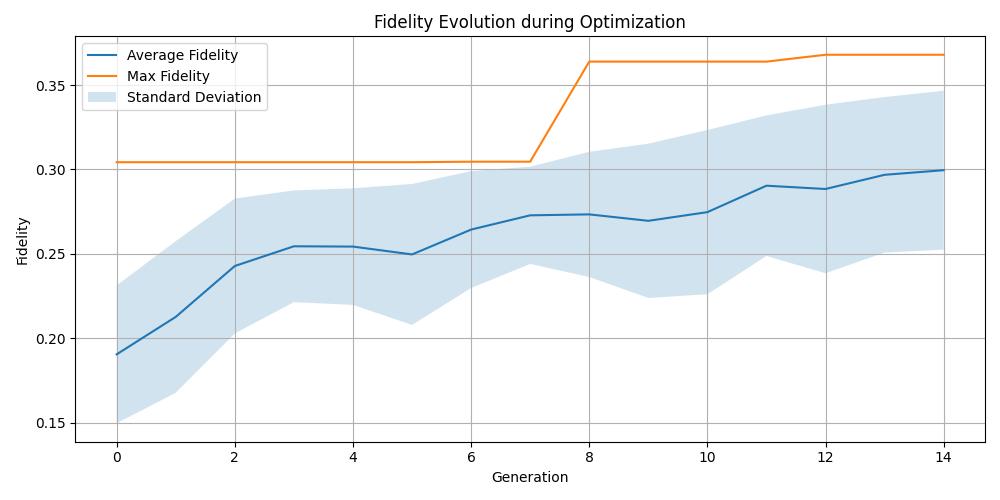 Fidelity Evolution during Optimization
Average Fidelity
Max Fidelity
Standard Deviation
Fidelity
0.35
0.30
0.25
0.20
0.15
0 2 4 6 8 10 12 14
Generation